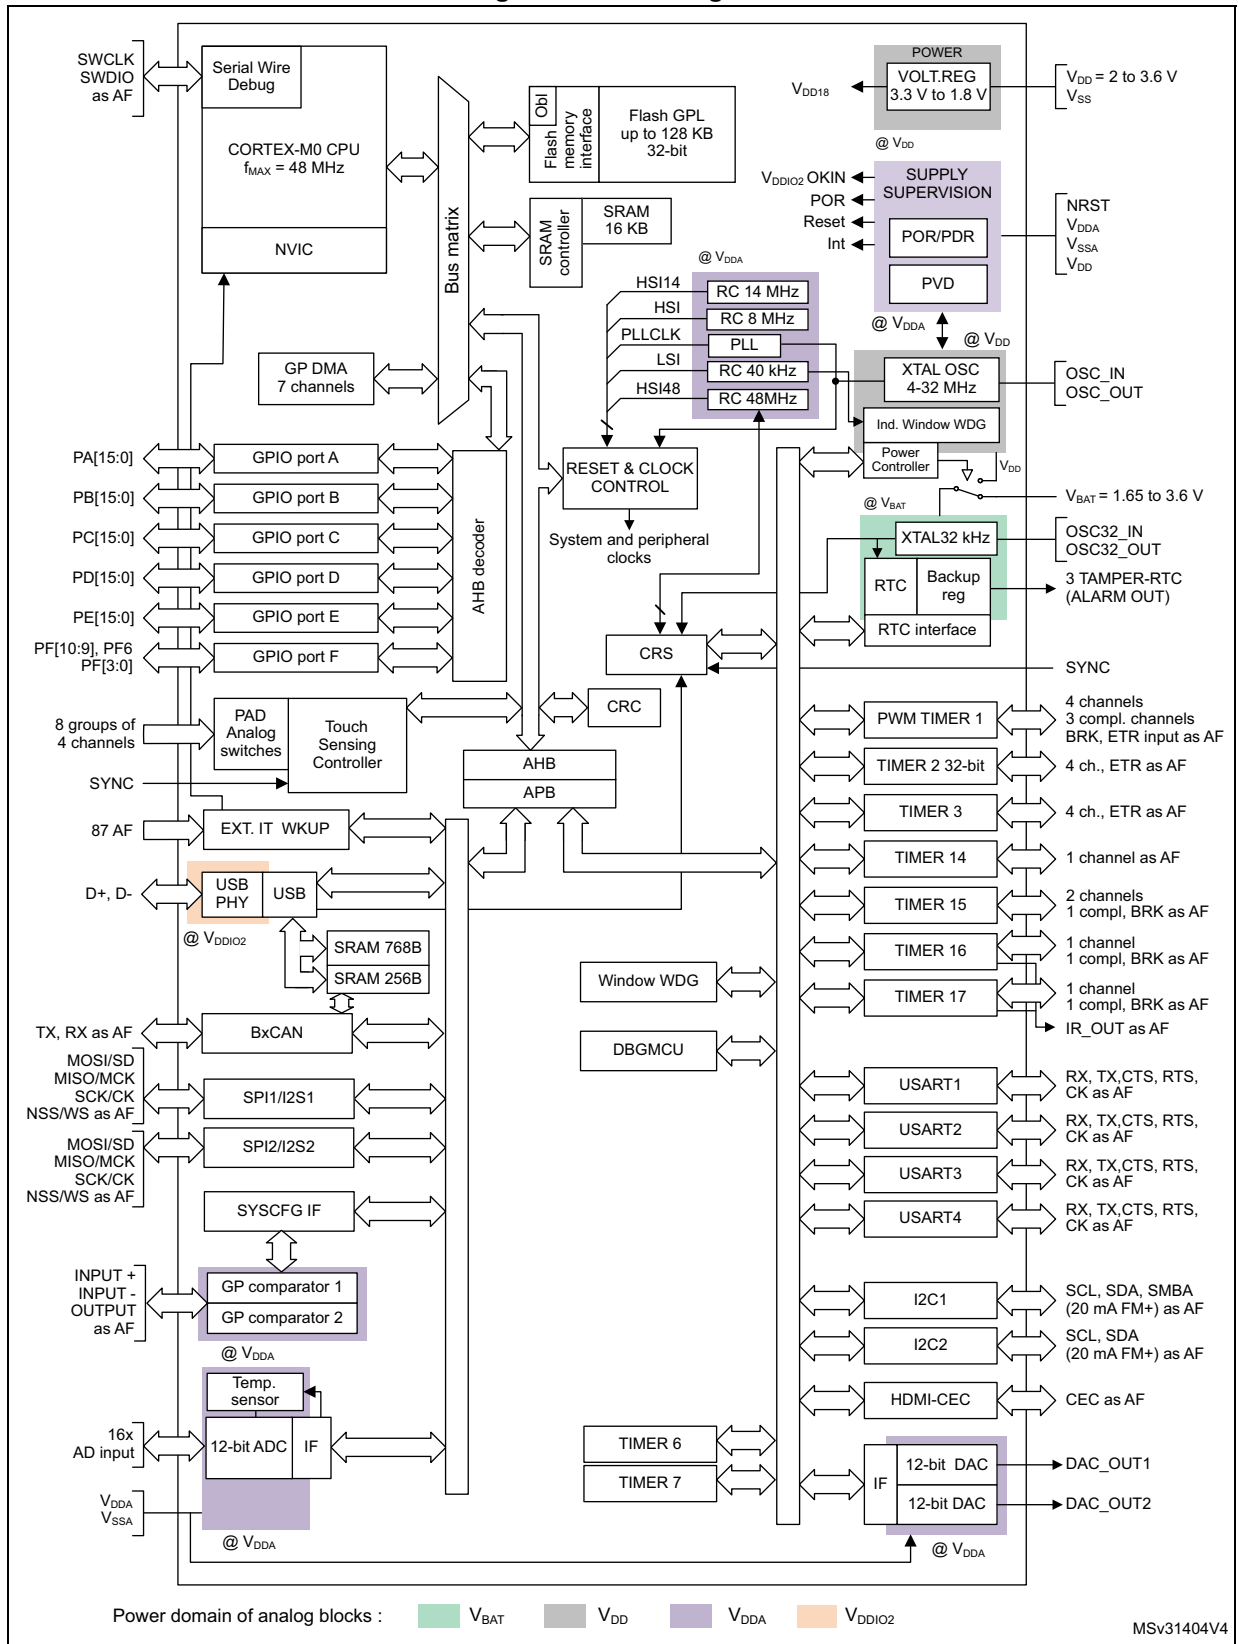 SWCLK
SWDIO
as AF
Serial Wire
Debug
CORTEX-M0 CPU
fMAX = 48 MHz
NVIC
Bus matrix
Obl
Flash
memory
interface
Flash GPL
up to 128 KB
32-bit
SRAM
controller
SRAM
16 KB
POWER
VOLT.REG
3.3 V to 1.8 V
VDD18
VDD = 2 to 3.6 V
VSS
@ VDD
SUPPLY
SUPERVISION
VDDIO2 OKIN
POR
Reset
Int
POR/PDR
PVD
NRST
VDDA
VSSA
VDD
@ VDDA
@ VDDA
HSI14
HSI
PLLCLK
LSI
HSI48
RC 14 MHz
RC 8 MHz
PLL
RC 40 kHz
RC 48MHz
@ VDD
XTAL OSC
4-32 MHz
Ind. Window WDG
OSC_IN
OSC_OUT
Power
Controller
VDD
@ VBAT
VBAT = 1.65 to 3.6 V
XTAL32 kHz
RTC
Backup
reg
RTC interface
OSC32_IN
OSC32_OUT
3 TAMPER-RTC
(ALARM OUT)
GP DMA
7 channels
PA[15:0]
GPIO port A
PB[15:0]
GPIO port B
PC[15:0]
GPIO port C
PD[15:0]
GPIO port D
PE[15:0]
GPIO port E
PF[10:9], PF6
PF[3:0]
GPIO port F
AHB decoder
RESET & CLOCK
CONTROL
System and peripheral
clocks
CRS
SYNC
8 groups of
4 channels
PAD
Analog
switches
Touch
Sensing
Controller
SYNC
CRC
AHB
APB
87 AF
EXT. IT WKUP
D+, D-
USB
PHY
USB
@ VDDIO2
SRAM 768B
SRAM 256B
TX, RX as AF
BxCAN
MOSI/SD
MISO/MCK
SCK/CK
NSS/WS as AF
SPI1/I2S1
MOSI/SD
MISO/MCK
SCK/CK
NSS/WS as AF
SPI2/I2S2
SYSCFG IF
INPUT +
INPUT -
OUTPUT
as AF
GP comparator 1
GP comparator 2
@ VDDA
Temp.
sensor
16x
AD input
12-bit ADC
IF
VDDA
VSSA
@ VDDA
PWM TIMER 1
4 channels
3 compl. channels
BRK, ETR input as AF
TIMER 2 32-bit
4 ch., ETR as AF
TIMER 3
4 ch., ETR as AF
TIMER 14
1 channel as AF
TIMER 15
2 channels
1 compl, BRK as AF
TIMER 16
1 channel
1 compl, BRK as AF
TIMER 17
1 channel
1 compl, BRK as AF
IR_OUT as AF
Window WDG
DBGMCU
USART1
RX, TX,CTS, RTS,
CK as AF
USART2
RX, TX,CTS, RTS,
CK as AF
USART3
RX, TX,CTS, RTS,
CK as AF
USART4
RX, TX,CTS, RTS,
CK as AF
I2C1
SCL, SDA, SMBA
(20 mA FM+) as AF
I2C2
SCL, SDA
(20 mA FM+) as AF
HDMI-CEC
CEC as AF
TIMER 6
TIMER 7
IF
12-bit DAC
12-bit DAC
DAC_OUT1
DAC_OUT2
@ VDDA
Power domain of analog blocks :
VBAT
VDD
VDDA
VDDIO2
MSv31404V4